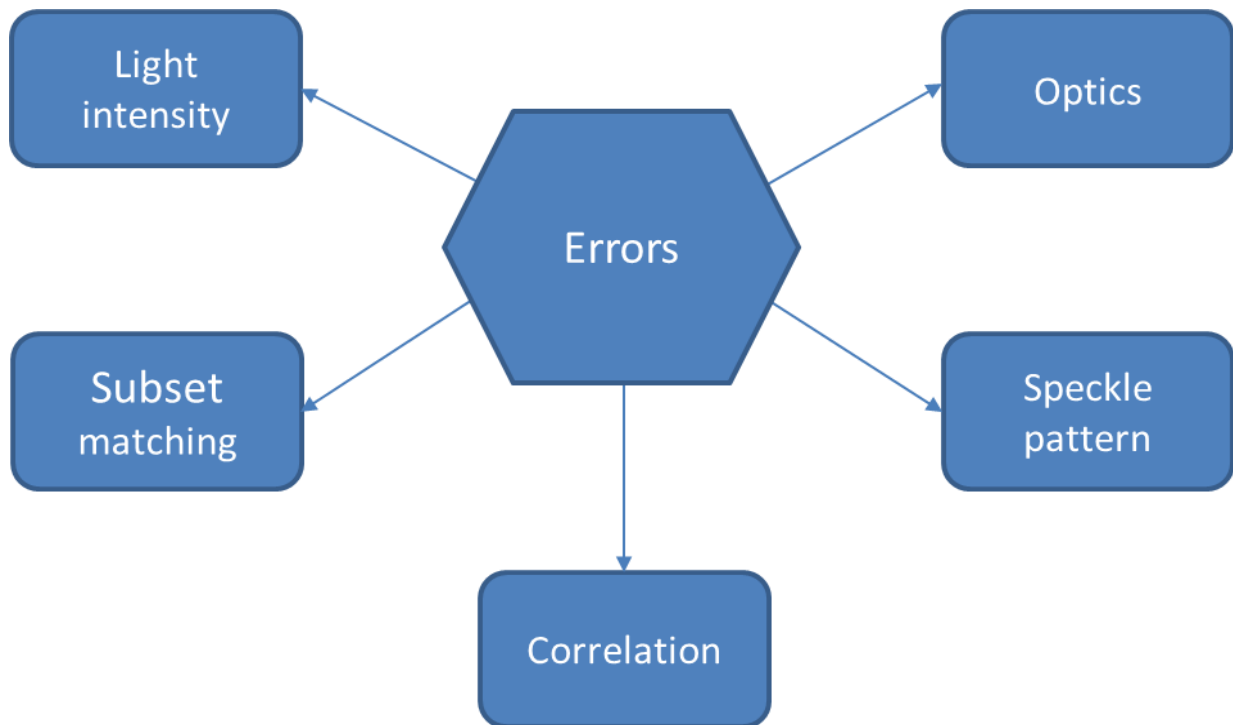 Light
intensity
Optics
Errors
Subset
matching
Speckle
pattern
Correlation